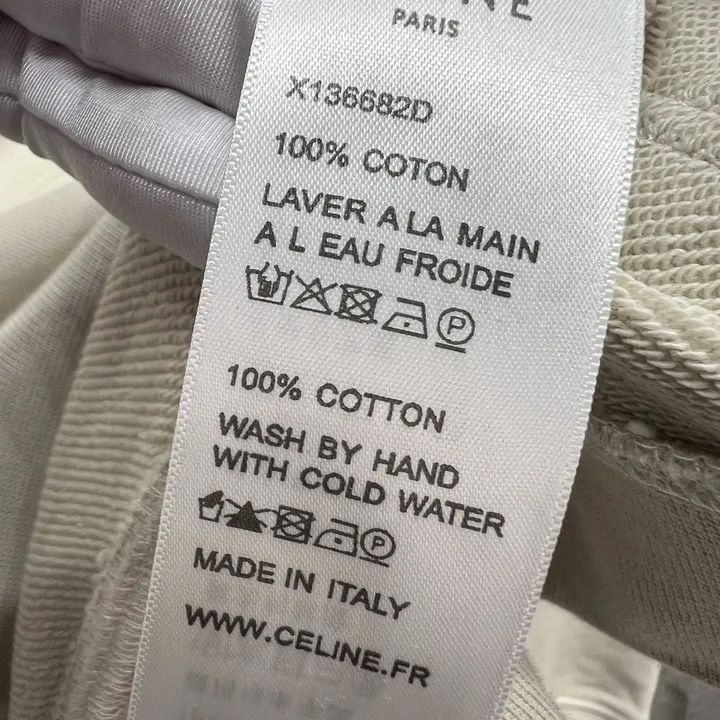 PARIS
X136682D
100% COTON
LAVER A LA MAIN
A L EAU FROIDE
P
100% COTTON
WASH BY HAND
WITH COLD WATER
P
MADE IN ITALY
WWW.CELINE.FR